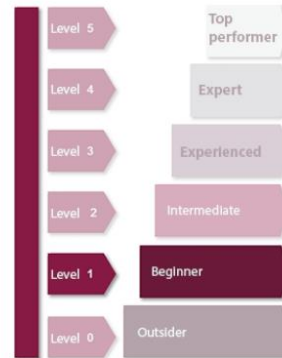 Level 5
Top
performer
Level 4
Expert
Level 3
Experienced
Level 2
Intermediate
Level 1
Beginner
Level 0
Outsider